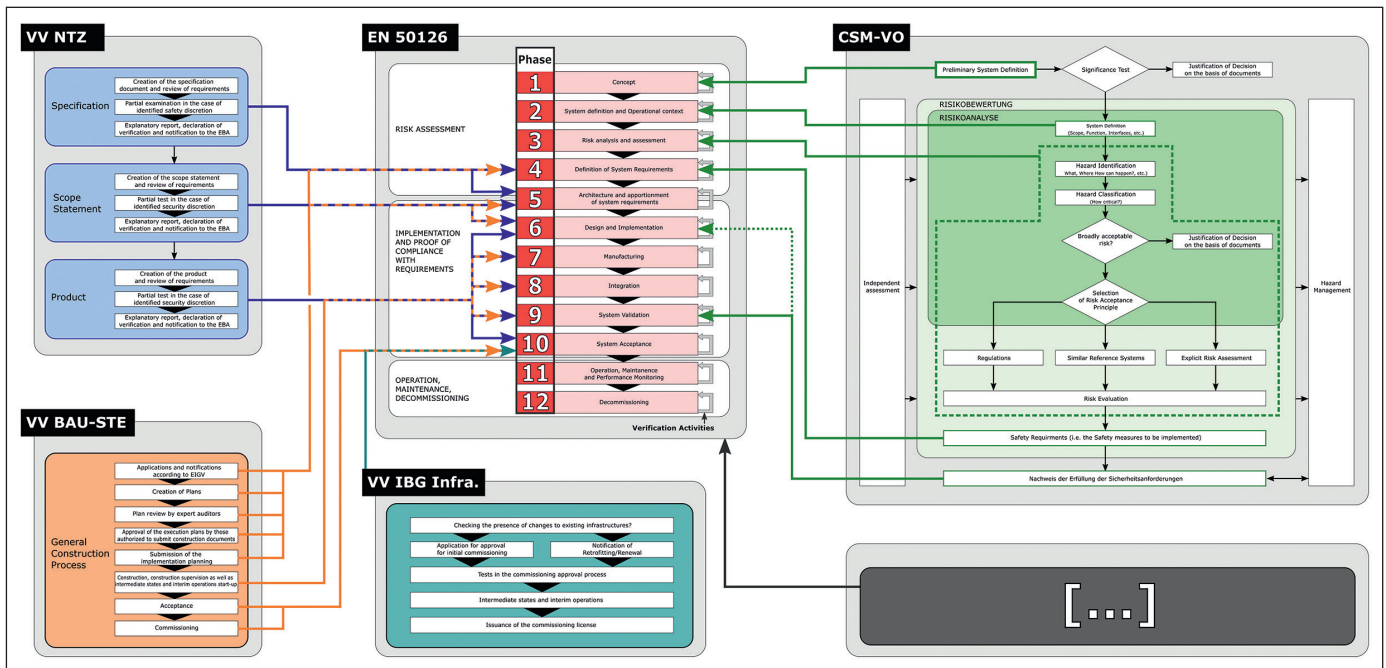 VV NTZ
Specification
Creation of the specification
document and review of requirements
Partial examination in the case of
identified safety discretion
Explanatory report, declaration of
verification and notification to the EBA
Scope
Statement
Creation of the scope statement
and review of requirements
Partial test in the case of
identified security discretion
Explanatory report, declaration of
verification and notification to the EBA
Product
Creation of the product
and review of requirements
Partial test in the case of
identified security discretion
Explanatory report, declaration of
verification and notification to the EBA
VV BAU-STE
General
Construction
Process
Applications and notifications
according to EIGV
Creation of Plans
Plan review by expert auditors
Approval of the execution plans by those
authorized to submit construction documents
Submission of the
implementation planning
Construction, construction supervision as well as
intermediate states and interim operations start-up
Acceptance
Commissioning
EN 50126
Phase
RISK ASSESSMENT
1
Concept
2
System definition and Operational context
3
Risk analysis and assessment
4
Definition of System Requirements
5
Architecture and apportionment
of system requirements
IMPLEMENTATION
AND PROOF OF
COMPLIANCE
WITH
REQUIREMENTS
6
Design and Implementation
7
Manufacturing
8
Integration
9
System Validation
10
System Acceptance
OPERATION,
MAINTENANCE,
DECOMMISSIONING
11
Operation, Maintanence
and Performance Monitoring
12
Decommissioning
Verification Activities
VV IBG Infra.
Checking the presence of changes to existing infrastructures?
Application for approval
for initial commissioning
Notification of
Retrofitting/Renewal
Tests in the commissioning approval process
Intermediate states and interim operations
Issuance of the commissioning license
CSM-VO
Preliminary System Definition
Significance Test
Justification of Decision
on the basis of documents
RISIKOBEWERTUNG
RISIKOANALYSE
System Definition
(Scope, Function, Interfaces, etc.)
Hazard Identification
What, Where How can happen?, etc.)
Hazard Classification
(How critical?)
Broadly acceptable
risk?
Justification of Decision
on the basis of documents
Independent
assessment
Hazard
Management
Selection
of Risk Acceptance
Principle
Regulations
Similar Reference Systems
Explicit Risk Assessment
Risk Evaluation
Safety Requirments (i.e. the Safety measures to be implemented)
Nachweis der Erfüllung der Sicherheitsanforderungen
[...]